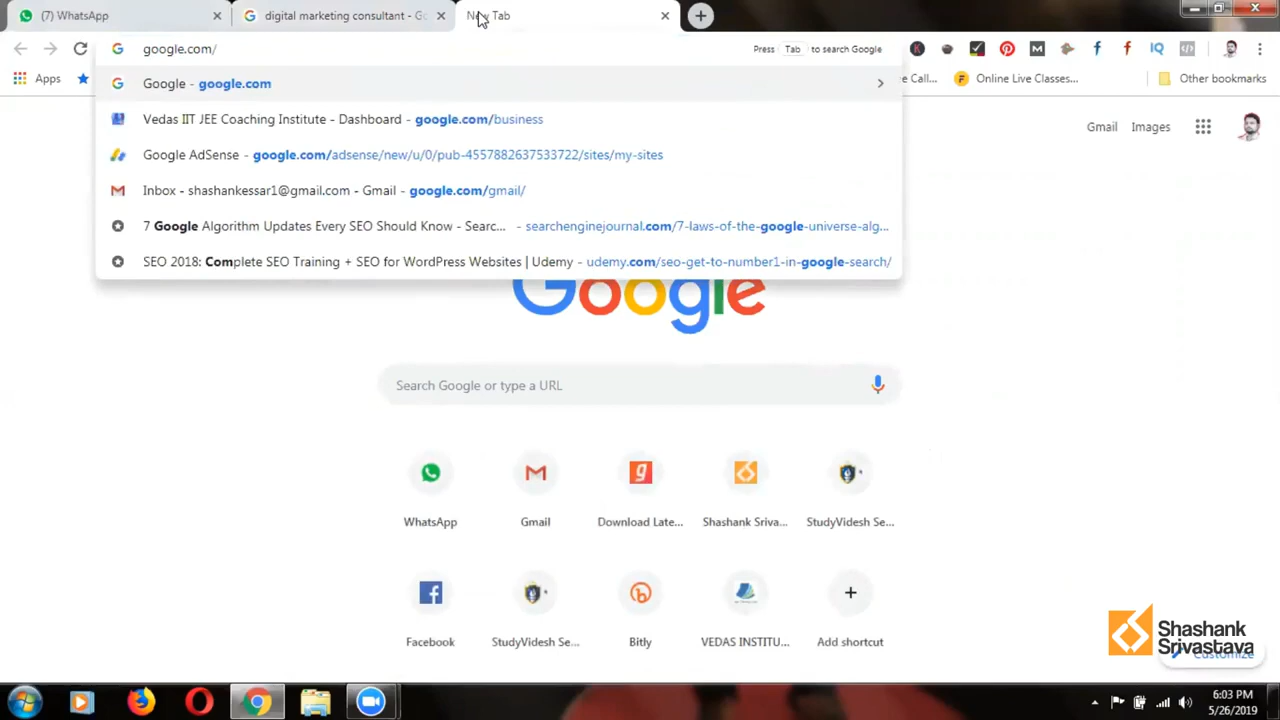 (7) WhatsApp
digital marketing consultant - Go
New Tab
google.com/
Press Tab to search Google
Apps
e Call...
Online Live Classes...
Other bookmarks
Google - google.com
Vedas IIT JEE Coaching Institute - Dashboard - google.com/business
Google AdSense - google.com/adsense/new/u/0/pub-4557882637533722/sites/my-sites
Inbox - shashankessar1@gmail.com - Gmail - google.com/gmail/
7 Google Algorithm Updates Every SEO Should Know - Searc... - searchenginejournal.com/7-laws-of-the-google-universe-alg...
SEO 2018: Complete SEO Training + SEO for WordPress Websites | Udemy - udemy.com/seo-get-to-number1-in-google-search/
Gmail Images
Google
Search Google or type a URL
WhatsApp
Gmail
Download Late...
Shashank Sriva...
StudyVidesh Se...
Facebook
StudyVidesh Se...
Bitly
VEDAS INSTITU...
Add shortcut
Shashank
Srivastava
Customize
6:03 PM
5/26/2019